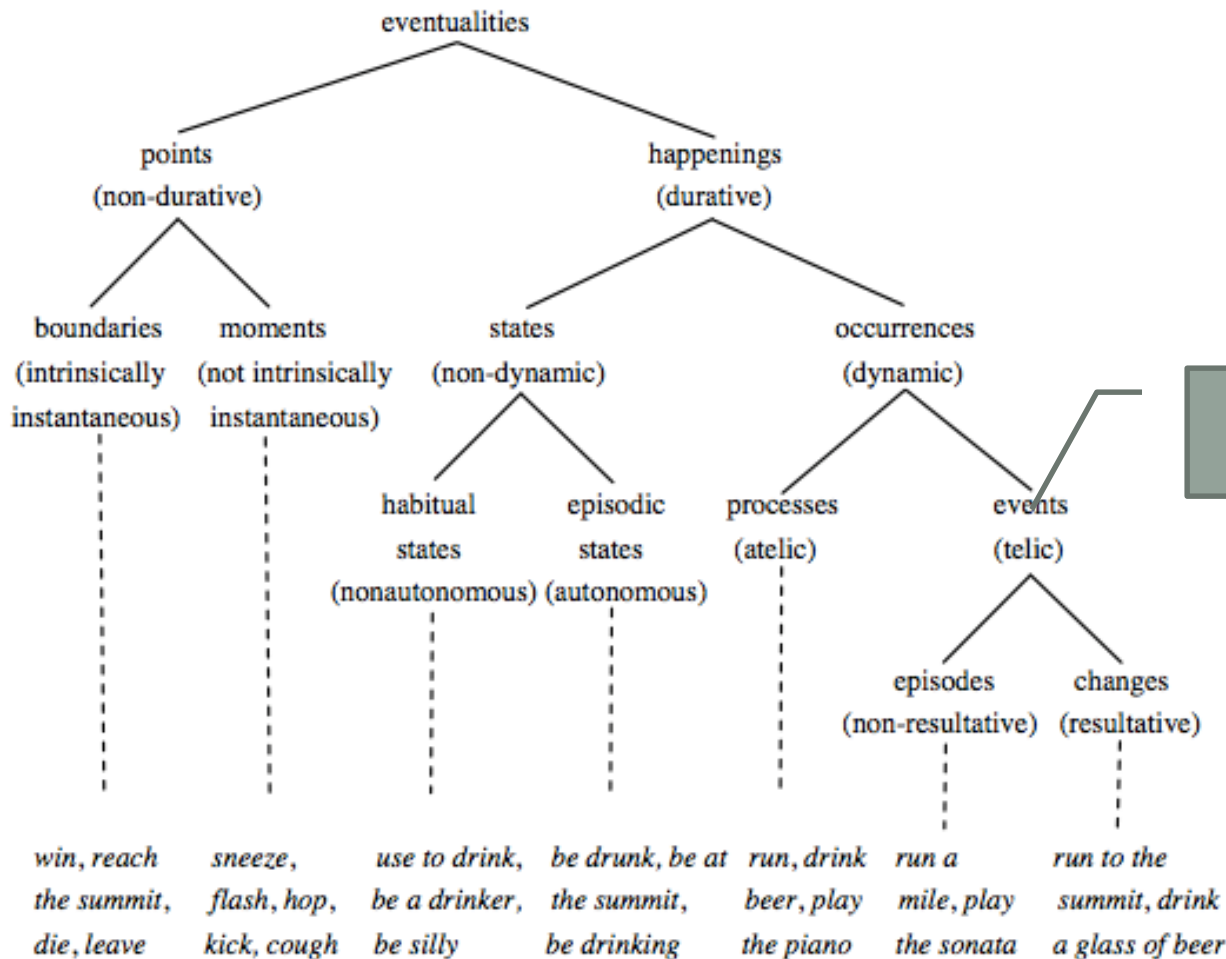 eventualities
points happenings
(non-durative) (durative)
boundaries moments states occurrences
(intrinsically (not intrinsically (non-dynamic) (dynamic)
instantaneous) instantaneous)
habitual episodic processes events
states states (atelic) (telic)
(nonautonomous) (autonomous)
episodes changes
(non-resultative) (resultative)
win, reach sneeze, use to drink, be drunk, be at run, drink run a run to the
the summit, flash, hop, be a drinker, the summit, beer, play mile, play summit, drink
die, leave kick, cough be silly be drinking the piano the sonata a glass of beer